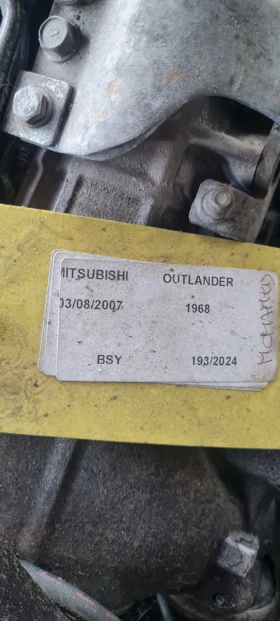 MITSUBISHI OUTLANDER
03/08/2007 1968
BSY 193/2024